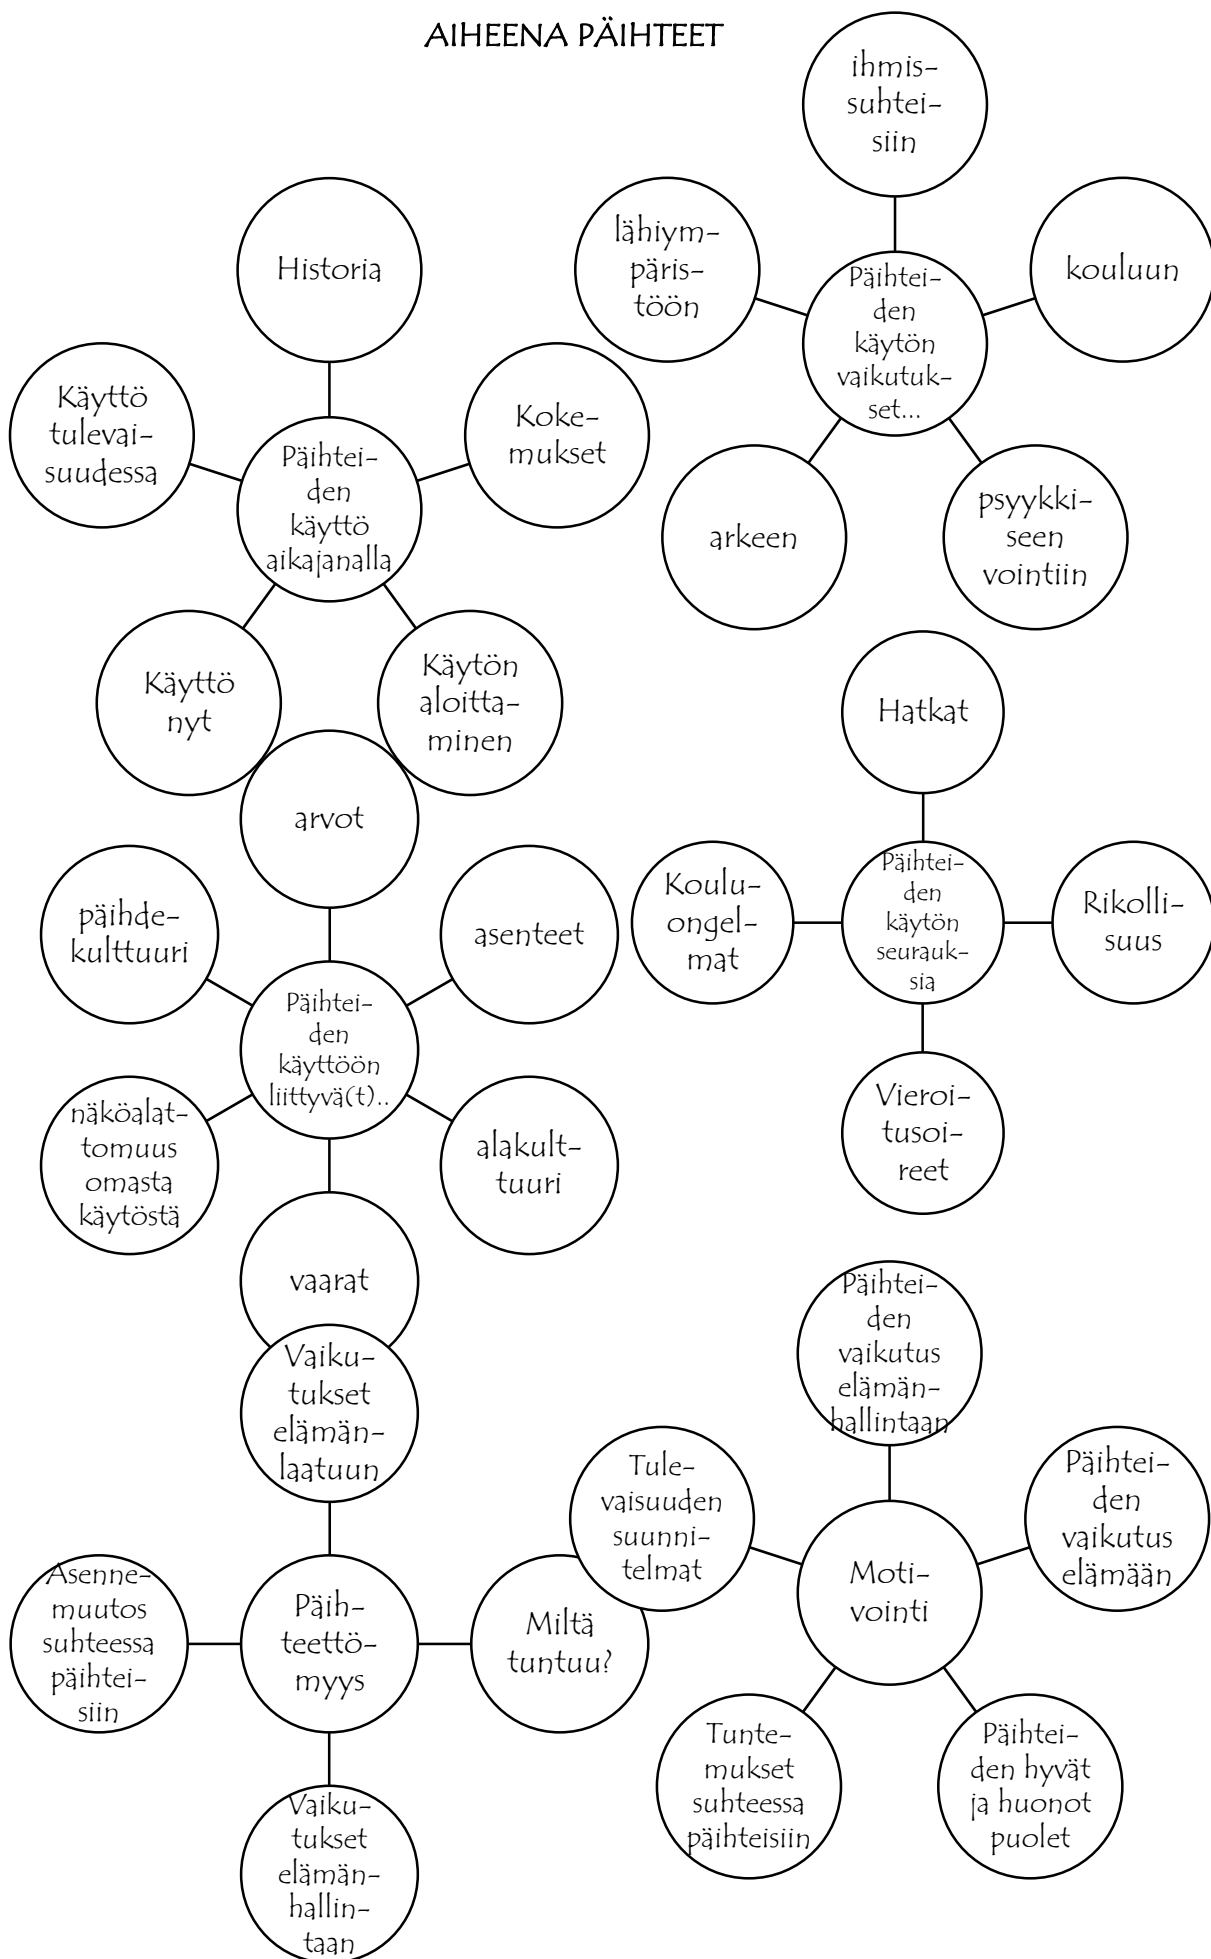 AIHEENA PÄIHTEET
Historia
Käyttö
tulevai-
suudessa
Koke-
mukset
Päihtei-
den
käyttö
aikajanalla
Käyttö
nyt
Käytön
aloitta-
minen
ihmis-
suhtei-
siin
lähiym-
päris-
töön
kouluun
Päihtei-
den
käytön
vaikutuk-
set...
arkeen
psyykki-
seen
vointiin
arvot
päihde-
kulttuuri
asenteet
Päihtei-
den
käyttöön
liittyvä(t)..
näköalat-
tomuus
omasta
käytöstä
alakult-
tuuri
vaarat
Hatkat
Koulu-
ongel-
mat
Päihtei-
den
käytön
seurauk-
sia
Rikolli-
suus
Vieroi-
tusoi-
reet
Vaiku-
tukset
elämän-
laatuun
Asenne-
muutos
suhteessa
päihtei-
siin
Päih-
teettö-
myys
Miltä
tuntuu?
Vaiku-
tukset
elämän-
hallin-
taan
Päihtei-
den
vaikutus
elämän-
hallintaan
Tule-
vaisuuden
suunni-
telmat
Päihtei-
den
vaikutus
elämään
Moti-
vointi
Tunte-
mukset
suhteessa
päihteisiin
Päihtei-
den hyvät
ja huonot
puolet